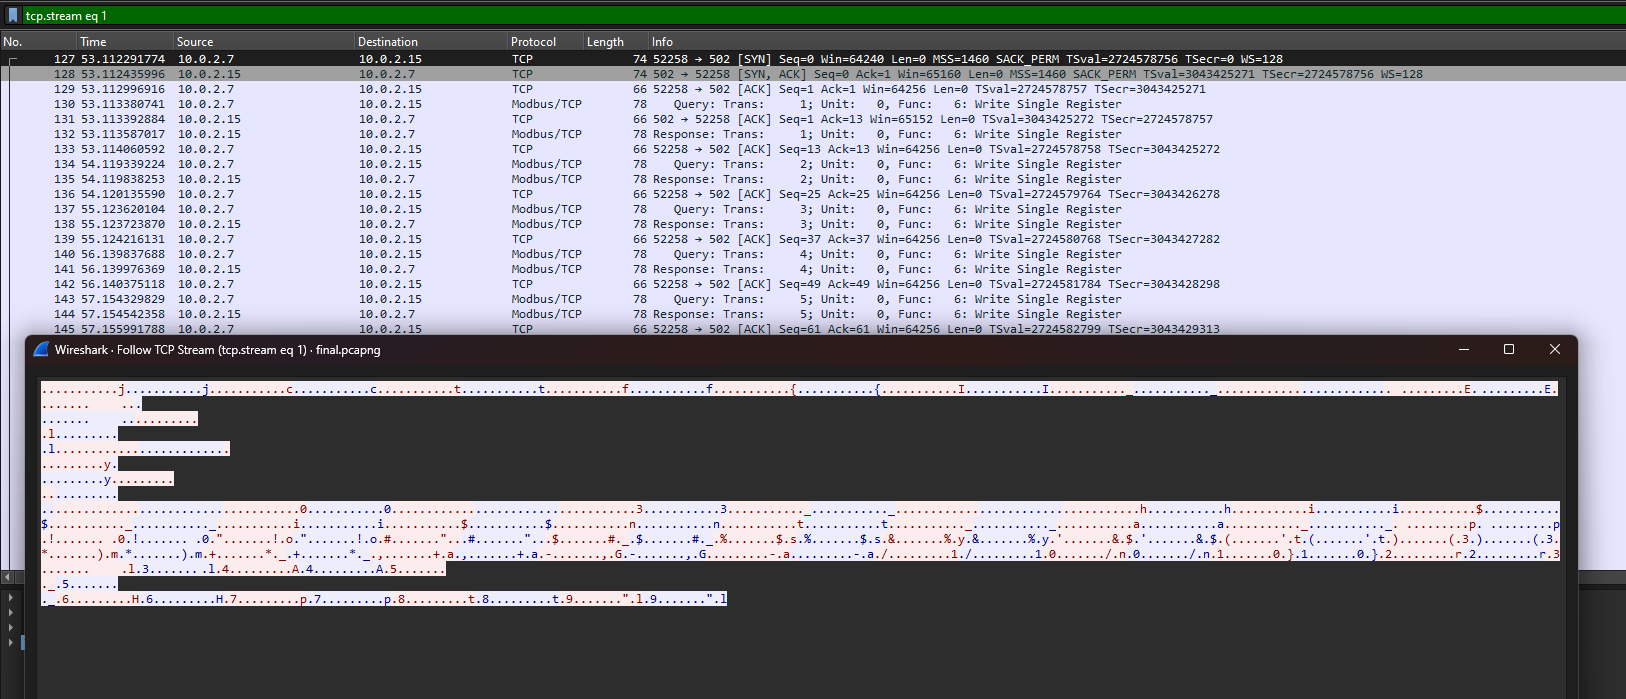 tcp.stream eq 1
No. Time Source Destination Protocol Length Info
127 53.112291774 10.0.2.7 10.0.2.15 TCP 74 52258 → 502 [SYN] Seq=0 Win=64240 Len=0 MSS=1460 SACK_PERM TSval=2724578756 TSecr=0 WS=128
128 53.112435996 10.0.2.15 10.0.2.7 TCP 74 502 → 52258 [SYN, ACK] Seq=0 Ack=1 Win=65160 Len=0 MSS=1460 SACK_PERM TSval=3043425271 TSecr=2724578756 WS=128
129 53.112996916 10.0.2.7 10.0.2.15 TCP 66 52258 → 502 [ACK] Seq=1 Ack=1 Win=64256 Len=0 TSval=2724578757 TSecr=3043425271
130 53.113380741 10.0.2.7 10.0.2.15 Modbus/TCP 78 Query: Trans: 1; Unit: 0, Func: 6: Write Single Register
131 53.113392884 10.0.2.15 10.0.2.7 TCP 66 502 → 52258 [ACK] Seq=1 Ack=13 Win=65152 Len=0 TSval=3043425272 TSecr=2724578757
132 53.113587017 10.0.2.15 10.0.2.7 Modbus/TCP 78 Response: Trans: 1; Unit: 0, Func: 6: Write Single Register
133 53.114060592 10.0.2.7 10.0.2.15 TCP 66 52258 → 502 [ACK] Seq=13 Ack=13 Win=64256 Len=0 TSval=2724578758 TSecr=3043425272
134 54.119339224 10.0.2.7 10.0.2.15 Modbus/TCP 78 Query: Trans: 2; Unit: 0, Func: 6: Write Single Register
135 54.119838253 10.0.2.15 10.0.2.7 Modbus/TCP 78 Response: Trans: 2; Unit: 0, Func: 6: Write Single Register
136 54.120135590 10.0.2.7 10.0.2.15 TCP 66 52258 → 502 [ACK] Seq=25 Ack=25 Win=64256 Len=0 TSval=2724579764 TSecr=3043426278
137 55.123620104 10.0.2.7 10.0.2.15 Modbus/TCP 78 Query: Trans: 3; Unit: 0, Func: 6: Write Single Register
138 55.123723870 10.0.2.15 10.0.2.7 Modbus/TCP 78 Response: Trans: 3; Unit: 0, Func: 6: Write Single Register
139 55.124216131 10.0.2.7 10.0.2.15 TCP 66 52258 → 502 [ACK] Seq=37 Ack=37 Win=64256 Len=0 TSval=2724580768 TSecr=3043427282
140 56.139837688 10.0.2.7 10.0.2.15 Modbus/TCP 78 Query: Trans: 4; Unit: 0, Func: 6: Write Single Register
141 56.139976369 10.0.2.15 10.0.2.7 Modbus/TCP 78 Response: Trans: 4; Unit: 0, Func: 6: Write Single Register
142 56.140375118 10.0.2.7 10.0.2.15 TCP 66 52258 → 502 [ACK] Seq=49 Ack=49 Win=64256 Len=0 TSval=2724581784 TSecr=3043428298
143 57.154329829 10.0.2.7 10.0.2.15 Modbus/TCP 78 Query: Trans: 5; Unit: 0, Func: 6: Write Single Register
144 57.154542358 10.0.2.15 10.0.2.7 Modbus/TCP 78 Response: Trans: 5; Unit: 0, Func: 6: Write Single Register
145 57.155991788 10.0.2.7 10.0.2.15 TCP 66 52258 → 502 [ACK] Seq=61 Ack=61 Win=64256 Len=0 TSval=2724582799 TSecr=3043429313
Wireshark · Follow TCP Stream (tcp.stream eq 1) · final.pcapng
...........j...........j...........c...........c...........t...........t...........f...........f...........{...........{...........I...........I..........._..........._......................... .........E. .........E.
....... ...
....... ...........
.l.........
.l.........................
.........y.
.........y.........
...........
.....................................0...........0...................................3...........3..........._..........._...................................h...........h...........i...........i...........$...........
$..........._..........._...........i...........i...........$...........$...........n...........n...........t...........t..........._..........._...........a...........a..........._..........._. .........p. .........p
.!...... .0.!...... .0."......!.o."......!.o.#......."...#......."...$.......#._.$.......#._.%.......$.s.%.......$.s.&.......%.y.&.......%.y.'.......&.$.'.......&.$.(.......'.t.(.......'.t.).......(.3.).......(.3.
*.......).m.*.......).m.+.......*._.+.......*._.,.......+.a.,.......+.a.-.......,.G.-.......,.G.........-.a.........-.a./.........1./.........1.0......./.n.0......./.n.1.......0.}.1.......0.}.2.........r.2.........r.3
....... .l.3....... .l.4.........A.4.........A.5.......
._.5.......
._.6.........H.6.........H.7.........p.7.........p.8.........t.8.........t.9.......".l.9.......".l